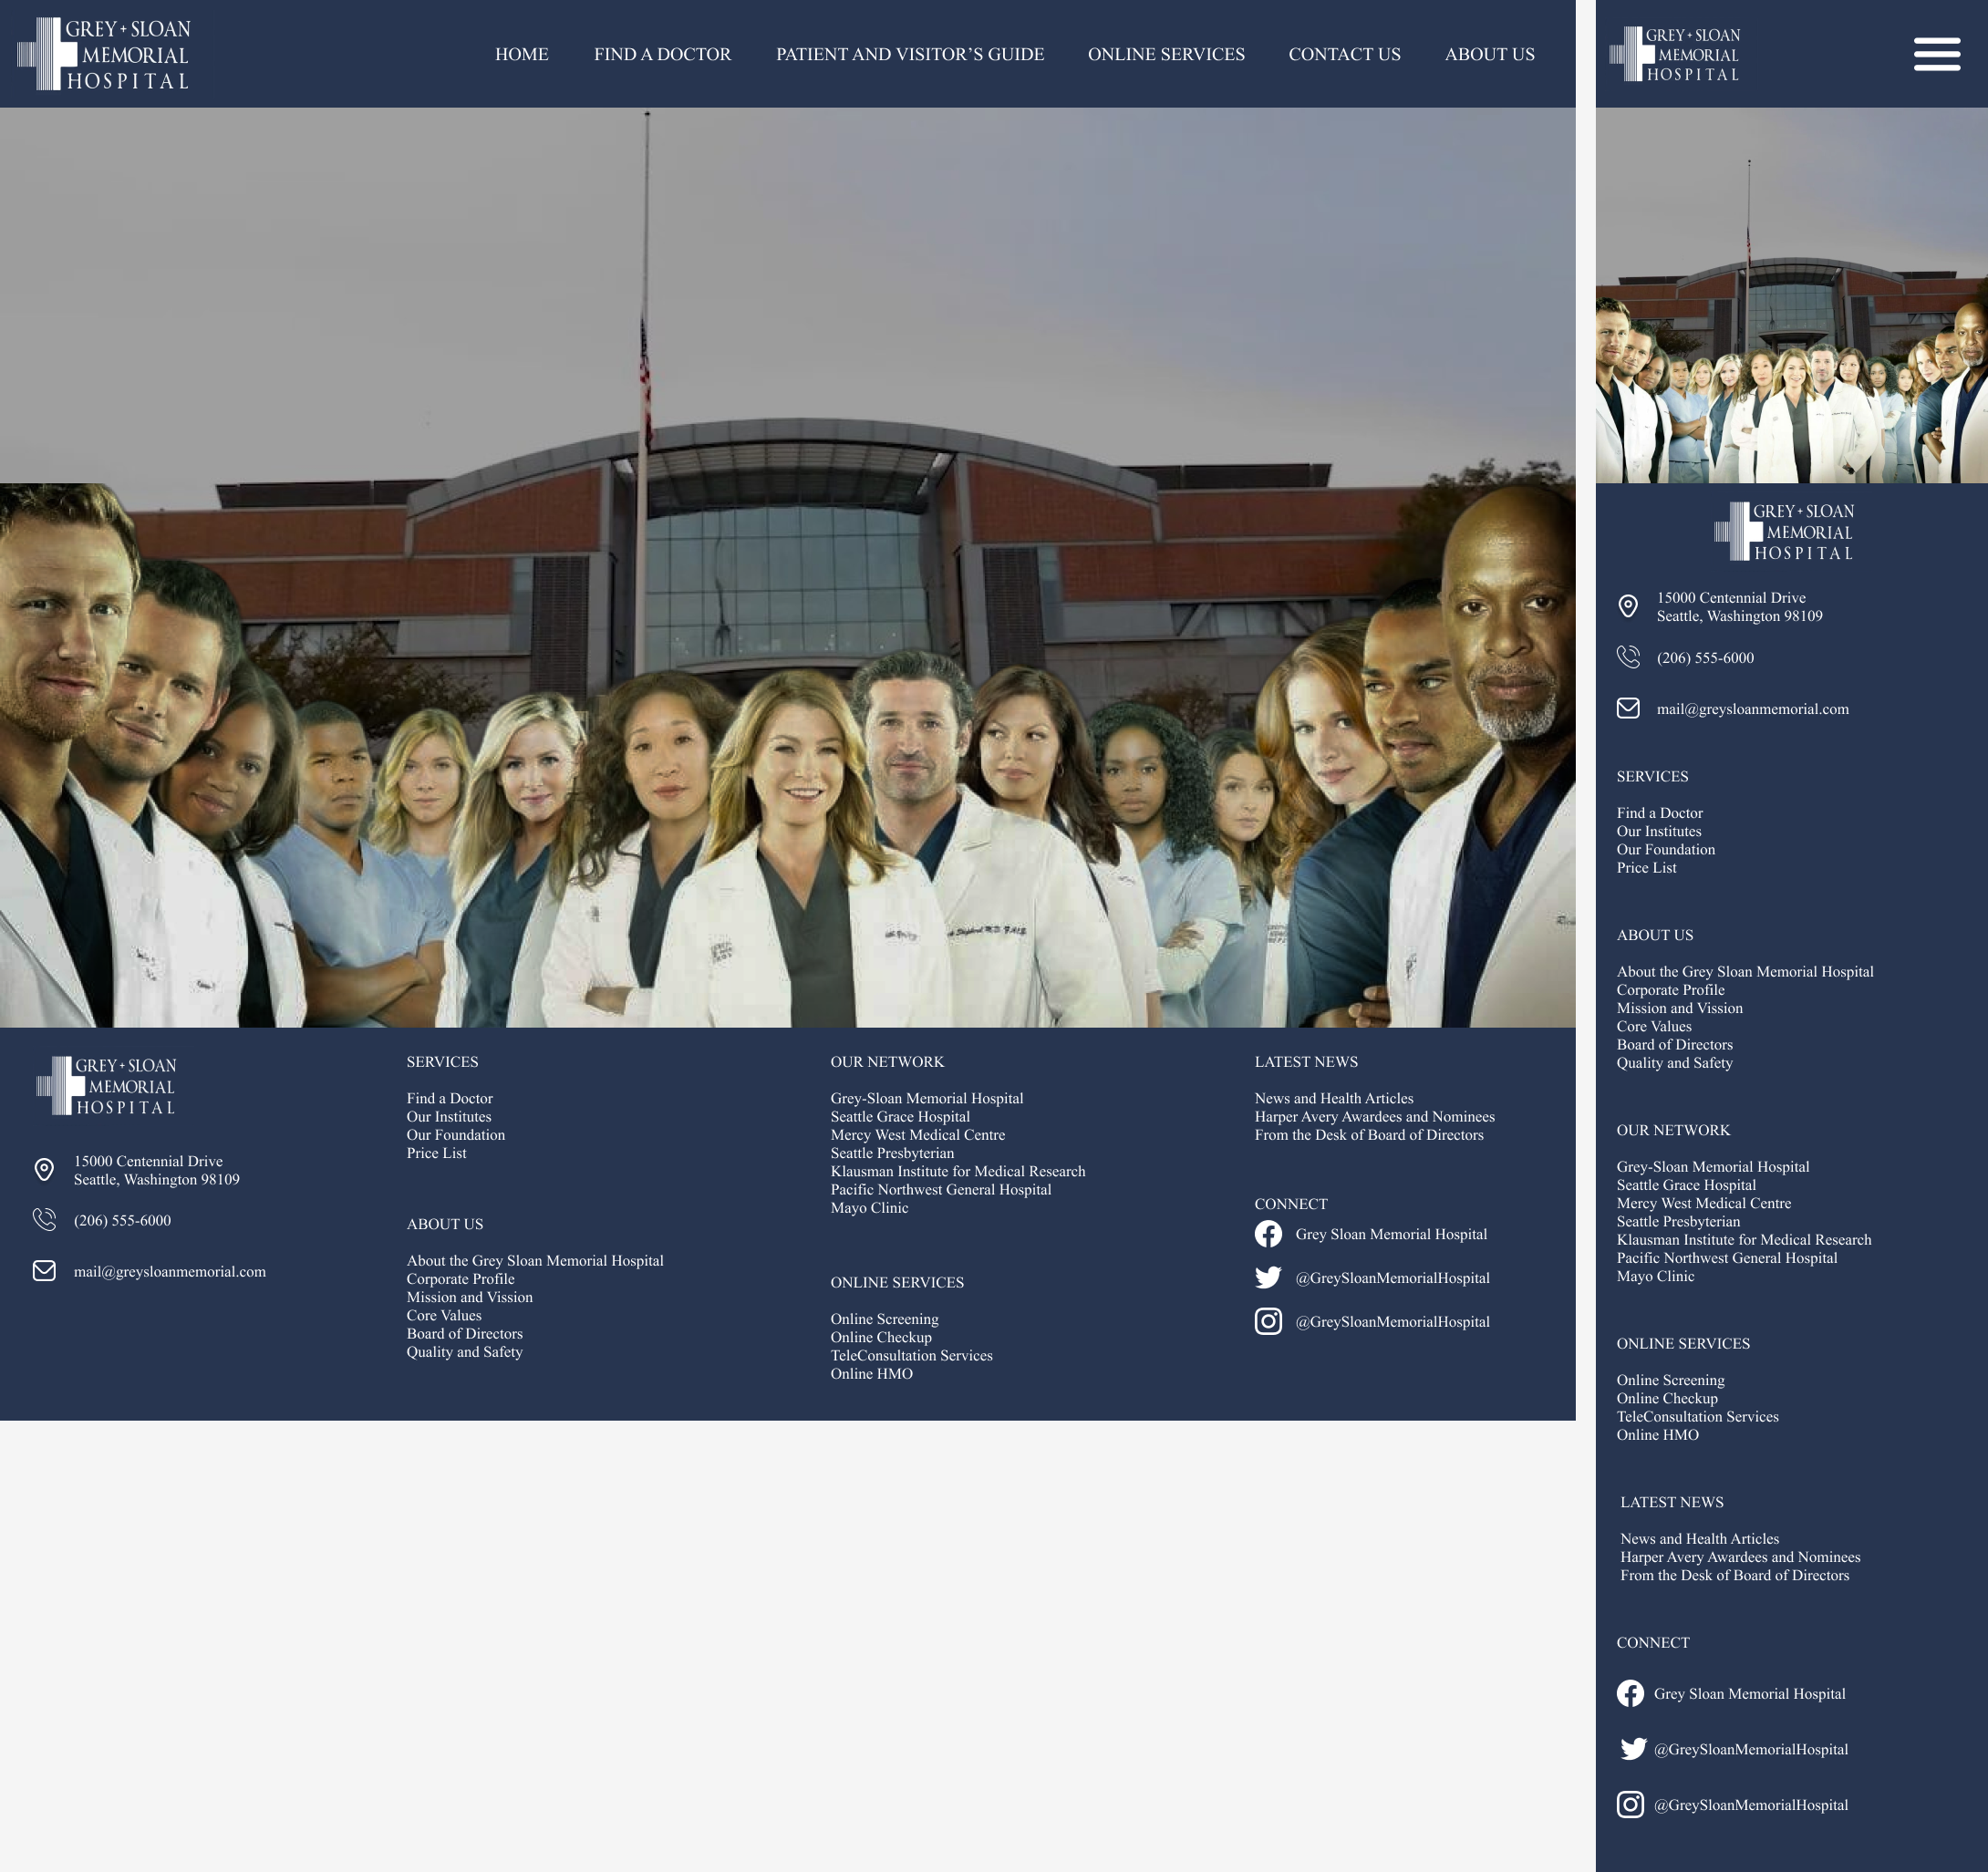 GREY + SLOAN
MEMORIAL
HOSPITAL
HOME FIND A DOCTOR PATIENT AND VISITOR’S GUIDE ONLINE SERVICES CONTACT US ABOUT US
GREY + SLOAN
MEMORIAL
HOSPITAL
15000 Centennial Drive
Seattle, Washington 98109
(206) 555-6000
mail@greysloanmemorial.com
SERVICES
Find a Doctor
Our Institutes
Our Foundation
Price List
ABOUT US
About the Grey Sloan Memorial Hospital
Corporate Profile
Mission and Vission
Core Values
Board of Directors
Quality and Safety
OUR NETWORK
Grey-Sloan Memorial Hospital
Seattle Grace Hospital
Mercy West Medical Centre
Seattle Presbyterian
Klausman Institute for Medical Research
Pacific Northwest General Hospital
Mayo Clinic
ONLINE SERVICES
Online Screening
Online Checkup
TeleConsultation Services
Online HMO
LATEST NEWS
News and Health Articles
Harper Avery Awardees and Nominees
From the Desk of Board of Directors
CONNECT
Grey Sloan Memorial Hospital
@GreySloanMemorialHospital
@GreySloanMemorialHospital
GREY + SLOAN
MEMORIAL
HOSPITAL
GREY + SLOAN
MEMORIAL
HOSPITAL
15000 Centennial Drive
Seattle, Washington 98109
(206) 555-6000
mail@greysloanmemorial.com
SERVICES
Find a Doctor
Our Institutes
Our Foundation
Price List
ABOUT US
About the Grey Sloan Memorial Hospital
Corporate Profile
Mission and Vission
Core Values
Board of Directors
Quality and Safety
OUR NETWORK
Grey-Sloan Memorial Hospital
Seattle Grace Hospital
Mercy West Medical Centre
Seattle Presbyterian
Klausman Institute for Medical Research
Pacific Northwest General Hospital
Mayo Clinic
ONLINE SERVICES
Online Screening
Online Checkup
TeleConsultation Services
Online HMO
LATEST NEWS
News and Health Articles
Harper Avery Awardees and Nominees
From the Desk of Board of Directors
CONNECT
Grey Sloan Memorial Hospital
@GreySloanMemorialHospital
@GreySloanMemorialHospital